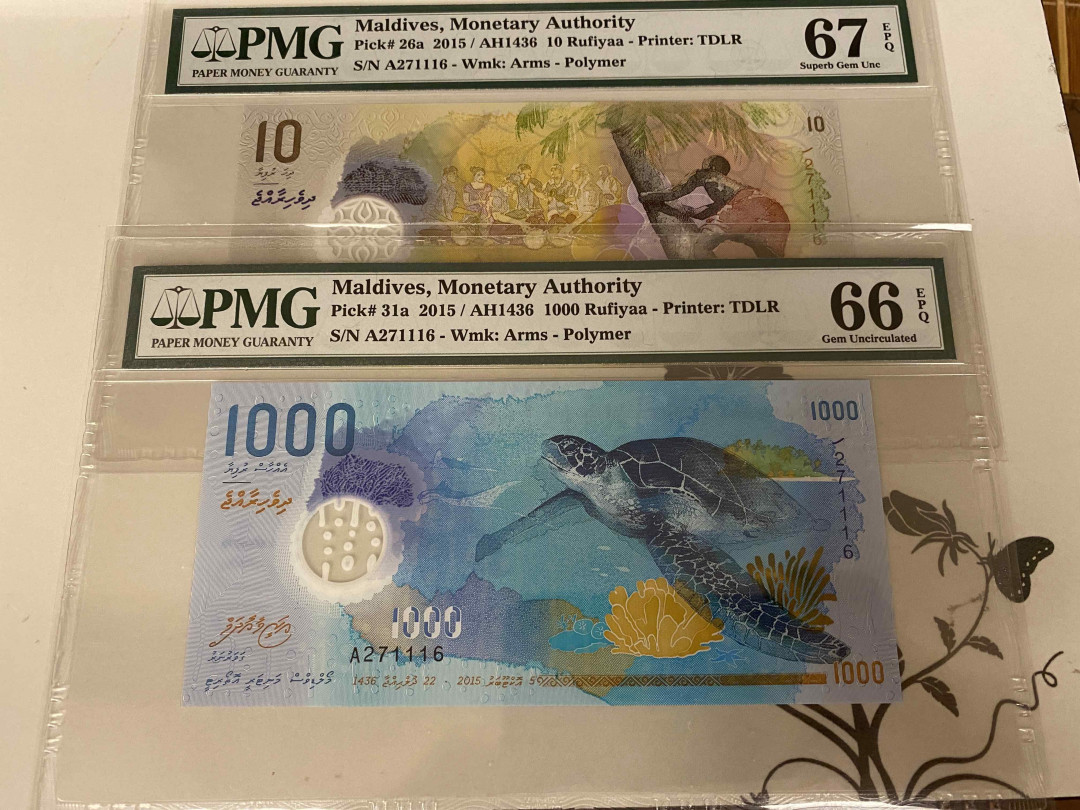 PMG
PAPER MONEY GUARANTY
Maldives, Monetary Authority
Pick# 26a 2015 / AH1436 10 Rufiyaa - Printer: TDLR
S/N A271116 - Wmk: Arms - Polymer
67
EPQ
Superb Gem Unc
10
10
ދިހަ ރުފިޔާ
ދިވެހިރާއްޖެ
PMG
PAPER MONEY GUARANTY
Maldives, Monetary Authority
Pick# 31a 2015 / AH1436 1000 Rufiyaa - Printer: TDLR
S/N A271116 - Wmk: Arms - Polymer
66
EPQ
Gem Uncirculated
1000
1000
އެއްހާސް ރުފިޔާ
ދިވެހިރާއްޖެ
271116
1000
A271116
ގަވަރުނަރު
މޯލްޑިވްސް މަނިޓަރީ އޮތޯރިޓީ
1000